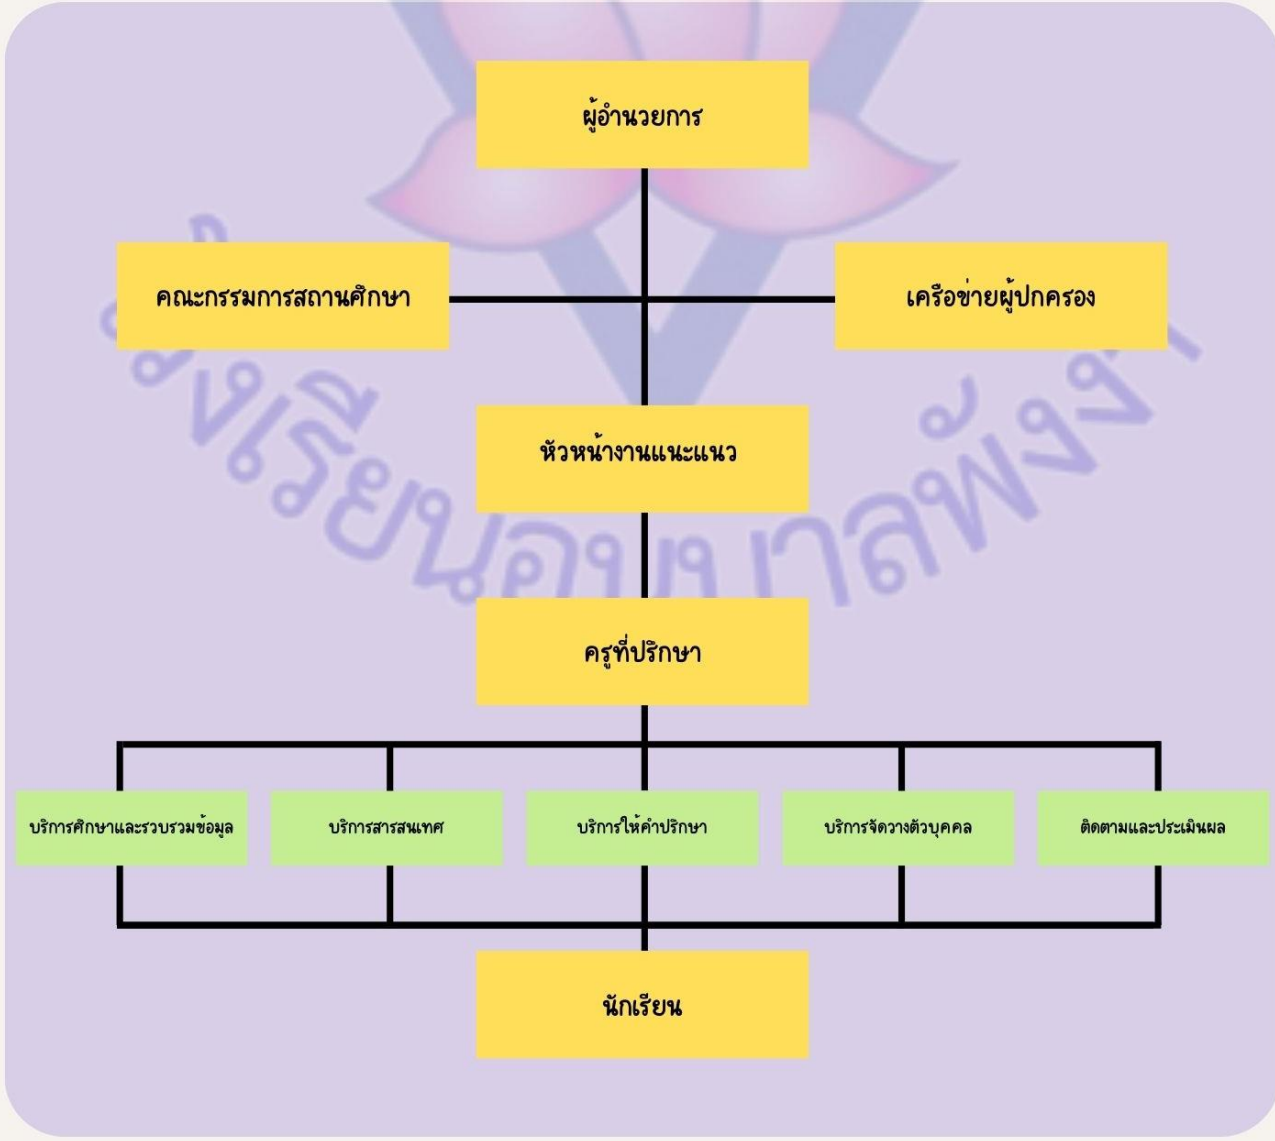 ผู้อำนวยการ
คณะกรรมการสถานศึกษา
เครือข่ายผู้ปกครอง
หัวหน้างานแนะแนว
ครูที่ปรึกษา
บริการศึกษาและรวบรวมข้อมูล
บริการสารสนเทศ
บริการให้คำปรึกษา
บริการจัดวางตัวบุคคล
ติดตามและประเมินผล
นักเรียน